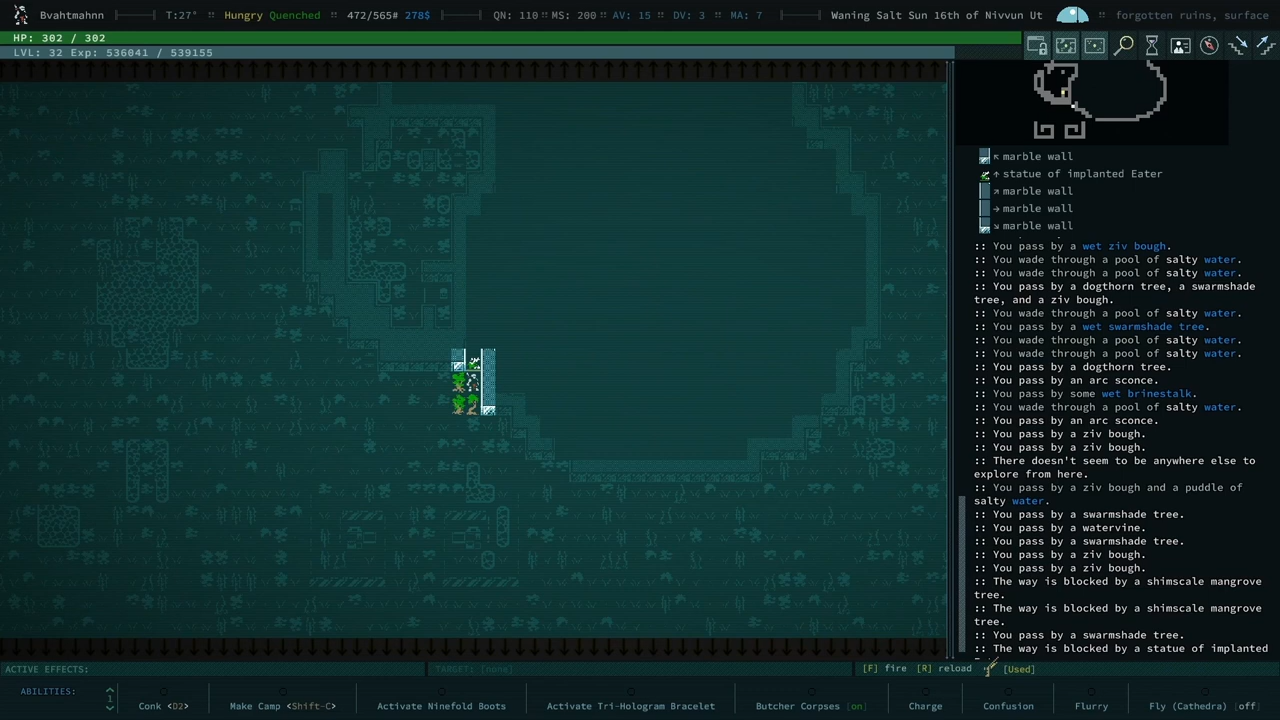 Bvahtmahnn T:27° :: Hungry Quenched :: 472/565# 278$ QN: 110 :: MS: 200 :: AV: 15 :: DV: 3 :: MA: 7 Waning Salt Sun 16th of Nivvun Ut :: forgotten ruins, surface
HP: 302 / 302
LVL: 32 Exp: 536041 / 539155
marble wall
statue of implanted Eater
marble wall
marble wall
marble wall
:: You pass by a wet ziv bough.
:: You wade through a pool of salty water.
:: You wade through a pool of salty water.
:: You pass by a dogthorn tree, a swarmshade
tree, and a ziv bough.
:: You wade through a pool of salty water.
:: You pass by a wet swarmshade tree.
:: You wade through a pool of salty water.
:: You wade through a pool of salty water.
:: You pass by a dogthorn tree.
:: You pass by an arc sconce.
:: You pass by some wet brinestalk.
:: You wade through a pool of salty water.
:: You pass by an arc sconce.
:: You pass by a ziv bough.
:: You pass by a ziv bough.
:: There doesn't seem to be anywhere else to
explore from here.
:: You pass by a ziv bough and a puddle of
salty water.
:: You pass by a swarmshade tree.
:: You pass by a watervine.
:: You pass by a swarmshade tree.
:: You pass by a ziv bough.
:: You pass by a ziv bough.
:: The way is blocked by a shimscale mangrove
tree.
:: The way is blocked by a shimscale mangrove
tree.
:: You pass by a swarmshade tree.
:: The way is blocked by a statue of implanted
ACTIVE EFFECTS: TARGET: [none] [F] fire [R] reload [Used]
ABILITIES: 1 Conk <D2> Make Camp <Shift-C> Activate Ninefold Boots Activate Tri-Hologram Bracelet Butcher Corpses [on] Charge Confusion Flurry Fly (Cathedra) [off